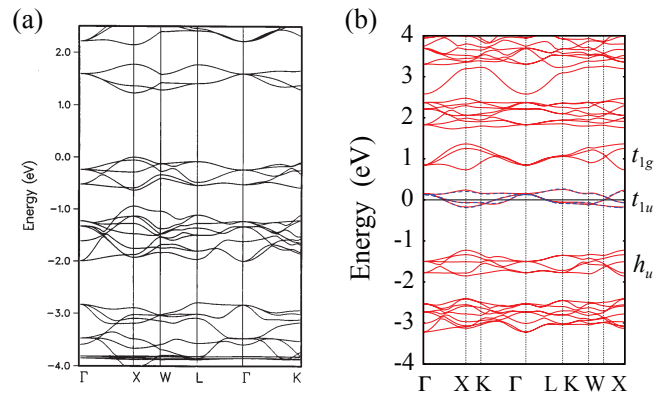 (a)
Energy (eV)
2.0
1.0
0.0
-1.0
-2.0
-3.0
-4.0
Γ X W L Γ K
(b)
Energy (eV)
4
3
2
1
0
-1
-2
-3
-4
t1g
t1u
hu
Γ X K Γ L K W X